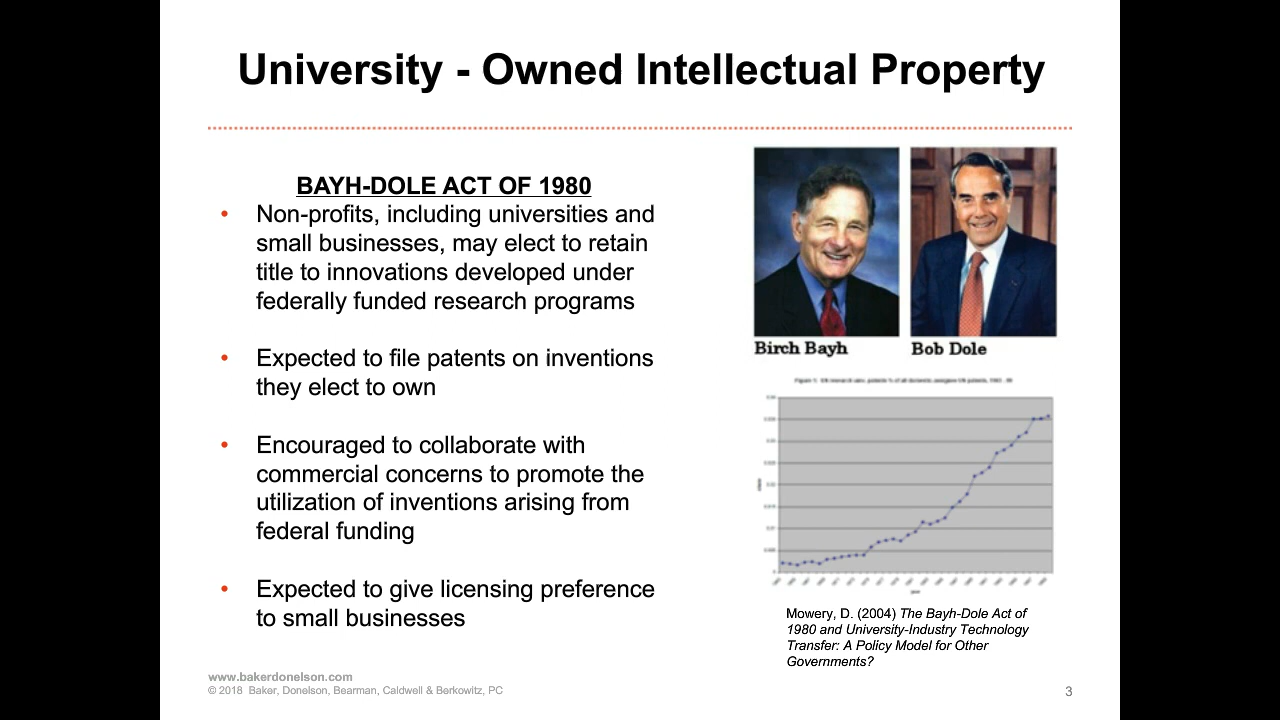 University - Owned Intellectual Property
BAYH-DOLE ACT OF 1980
• Non-profits, including universities and
small businesses, may elect to retain
title to innovations developed under
federally funded research programs
• Expected to file patents on inventions
they elect to own
• Encouraged to collaborate with
commercial concerns to promote the
utilization of inventions arising from
federal funding
• Expected to give licensing preference
to small businesses
Birch Bayh
Bob Dole
Mowery, D. (2004) The Bayh-Dole Act of
1980 and University-Industry Technology
Transfer: A Policy Model for Other
Governments?
www.bakerdonelson.com
© 2018 Baker, Donelson, Bearman, Caldwell & Berkowitz, PC
3